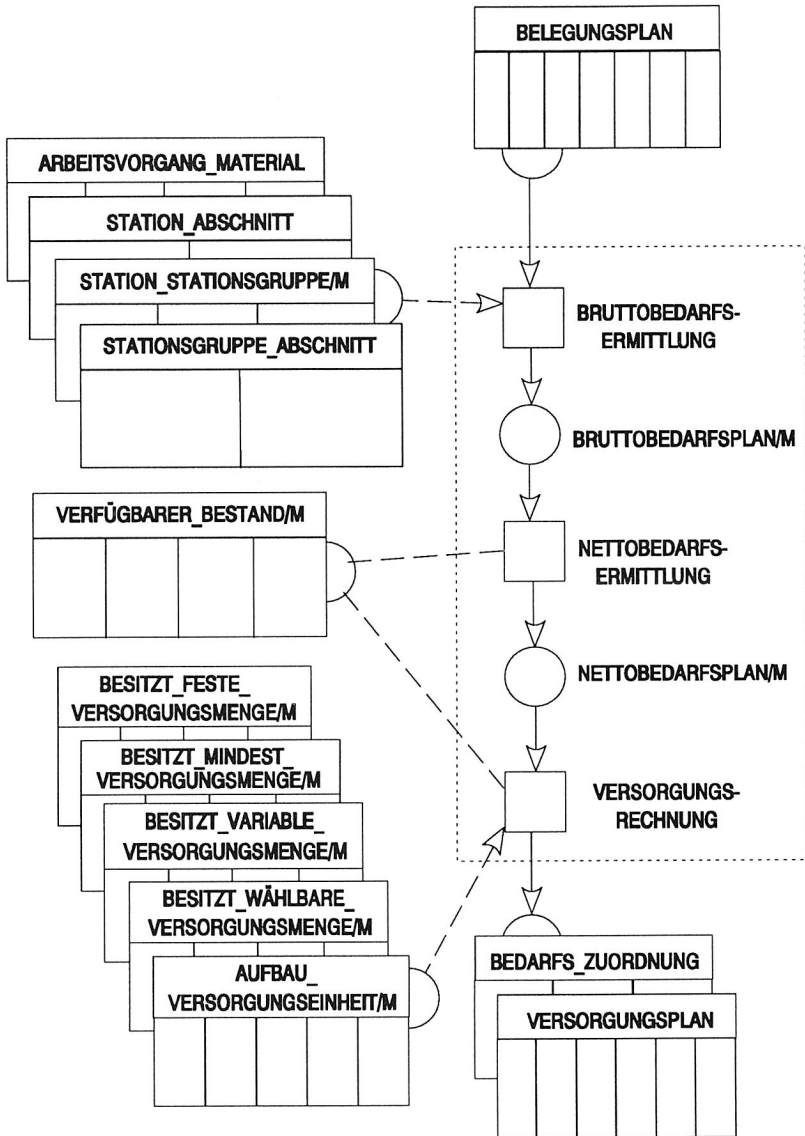 BELEGUNGSPLAN
ARBEITSVORGANG_MATERIAL
STATION_ABSCHNITT
STATION_STATIONSGRUPPE/M
STATIONSGRUPPE_ABSCHNITT
BRUTTOBEDARFS-
ERMITTLUNG
BRUTTOBEDARFSPLAN/M
VERFÜGBARER_BESTAND/M
NETTOBEDARFS-
ERMITTLUNG
NETTOBEDARFSPLAN/M
BESITZT_FESTE_
VERSORGUNGSMENGE/M
BESITZT_MINDEST_
VERSORGUNGSMENGE/M
BESITZT_VARIABLE_
VERSORGUNGSMENGE/M
BESITZT_WÄHLBARE_
VERSORGUNGSMENGE/M
AUFBAU_
VERSORGUNGSEINHEIT/M
VERSORGUNGS-
RECHNUNG
BEDARFS_ZUORDNUNG
VERSORGUNGSPLAN